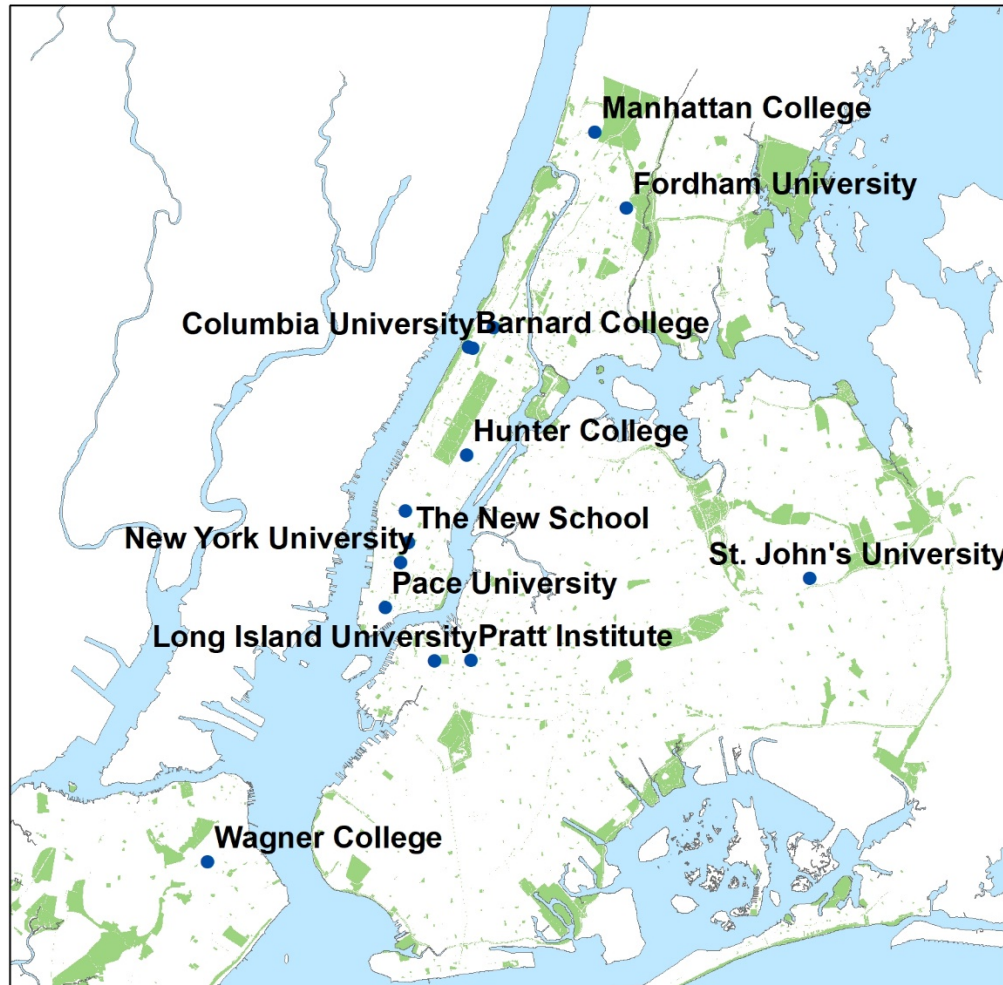 Manhattan College
Fordham University
Columbia University
Barnard College
Hunter College
The New School
New York University
St. John's University
Pace University
Long Island University
Pratt Institute
Wagner College